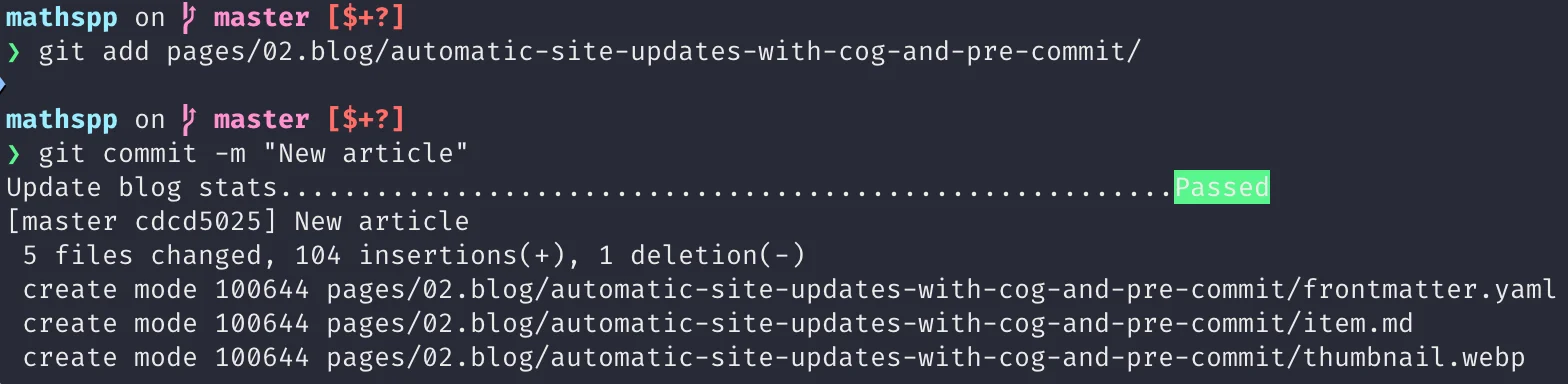 mathspp on master [$+?]
❯ git add pages/02.blog/automatic-site-updates-with-cog-and-pre-commit/
mathspp on master [$+?]
❯ git commit -m "New article"
Update blog stats........................................................Passed
[master cdcd5025] New article
5 files changed, 104 insertions(+), 1 deletion(-)
create mode 100644 pages/02.blog/automatic-site-updates-with-cog-and-pre-commit/frontmatter.yaml
create mode 100644 pages/02.blog/automatic-site-updates-with-cog-and-pre-commit/item.md
create mode 100644 pages/02.blog/automatic-site-updates-with-cog-and-pre-commit/thumbnail.webp